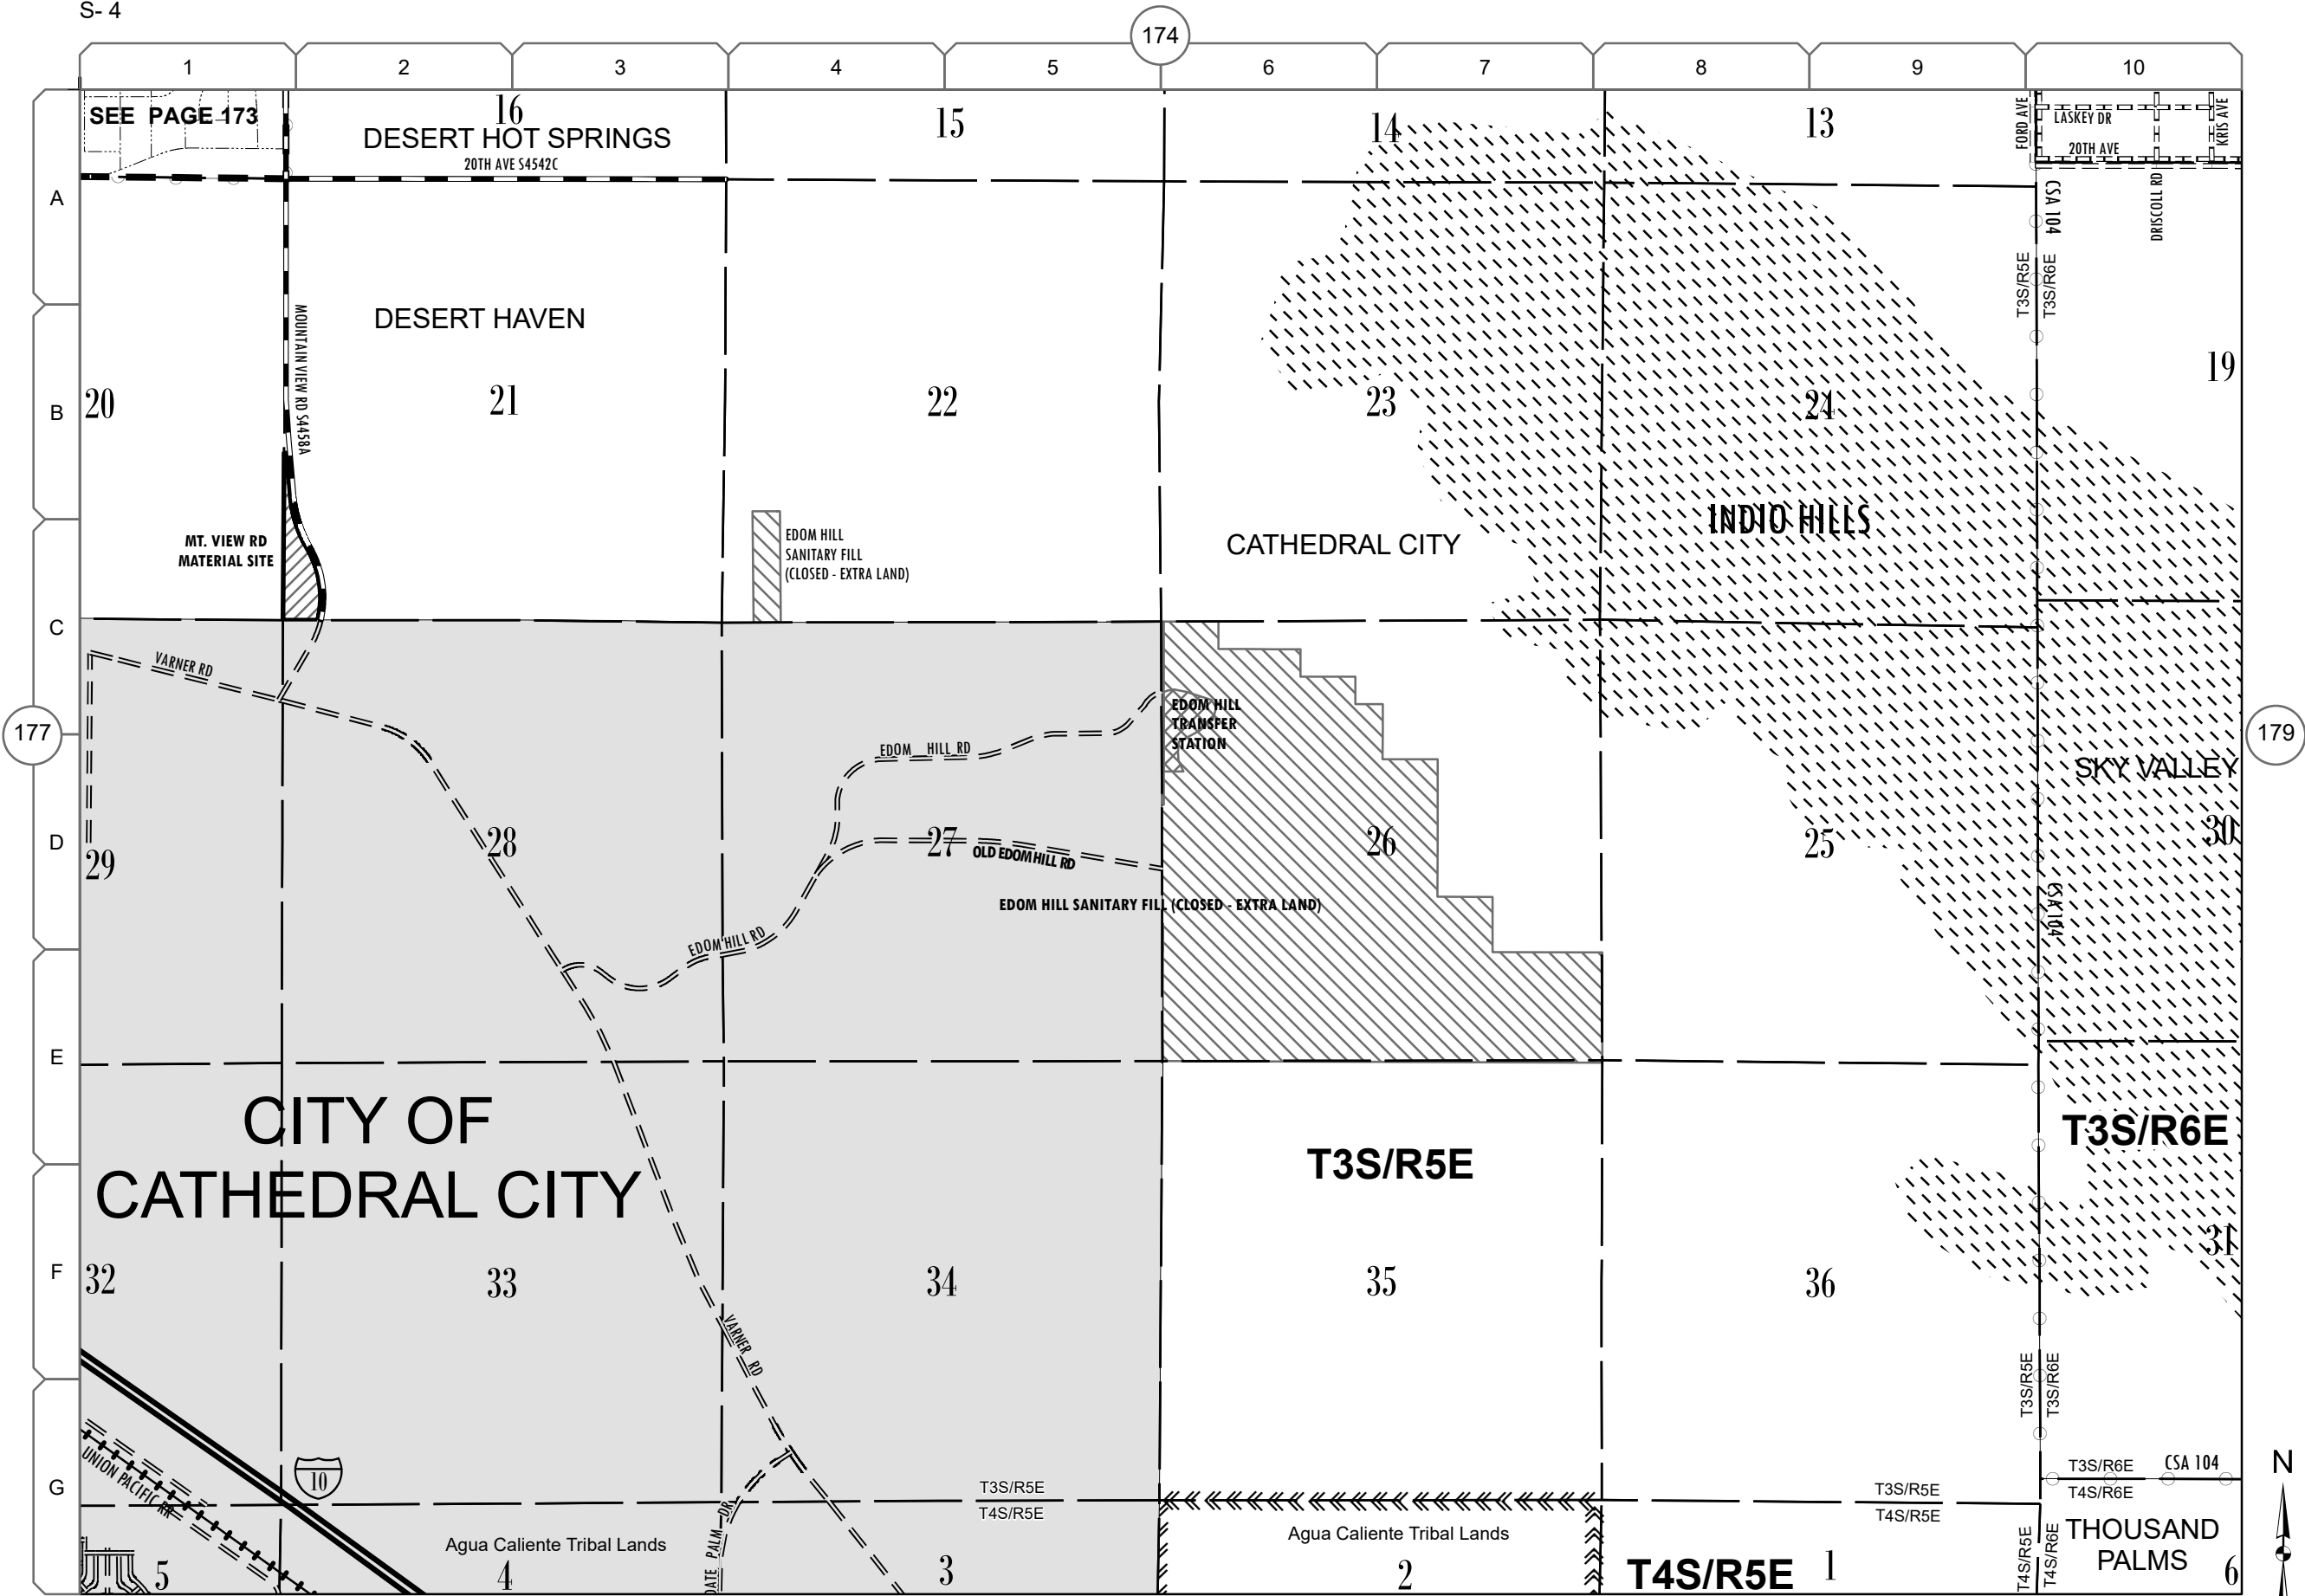 S- 4
174
1
2
3
4
5
6
7
8
9
10
SEE PAGE 173
16
DESERT HOT SPRINGS
20TH AVE S4542C
15
14
13
FORD AVE
LASKEY DR
KRIS AVE
20TH AVE
A
CSA 104
DRISCOLL RD
T3S/R5E
T3S/R6E
DESERT HAVEN
MOUNTAIN VIEW RD S4458A
B
20
21
22
23
24
19
INDIO HILLS
MT. VIEW RD
MATERIAL SITE
EDOM HILL
SANITARY FILL
(CLOSED - EXTRA LAND)
CATHEDRAL CITY
C
VARNER RD
177
EDOM HILL
TRANSFER
STATION
EDOM HILL RD
179
SKY VALLEY
D
29
28
27
OLD EDOM HILL RD
26
25
30
EDOM HILL SANITARY FILL (CLOSED - EXTRA LAND)
CSA 104
EDOM HILL RD
E
CITY OF
CATHEDRAL CITY
T3S/R5E
T3S/R6E
F
32
33
34
35
36
31
VARNER RD
T3S/R5E
T3S/R6E
G
UNION PACIFIC RR
10
T3S/R5E
T4S/R5E
T3S/R5E
T4S/R5E
T3S/R6E
CSA 104
T4S/R6E
N
DATE PALM DR
Agua Caliente Tribal Lands
Agua Caliente Tribal Lands
5
4
3
2
T4S/R5E
1
T4S/R5E
T4S/R6E
THOUSAND
PALMS
6